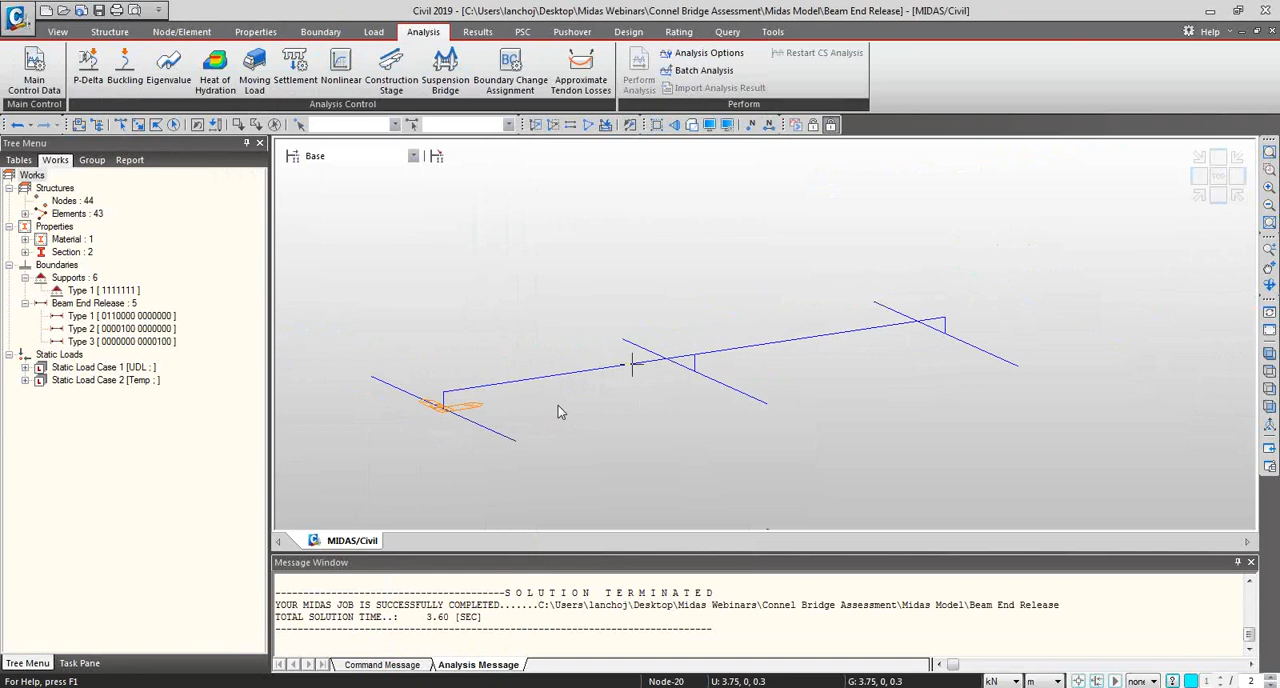 Civil 2019 - [C:\Users\lanchoj\Desktop\Midas Webinars\Connel Bridge Assessment\Midas Model\Beam End Release] - [MIDAS/Civil]
View Structure Node/Element Properties Boundary Load Analysis Results PSC Pushover Design Rating Query Tools Help
Main Control Data
P-Delta
Buckling
Eigenvalue
Heat of Hydration
Moving Load
Settlement
Nonlinear
Construction Stage
Suspension Bridge
Boundary Change Assignment
Approximate Tendon Losses
Perform Analysis
Analysis Options
Batch Analysis
Import Analysis Result
Restart CS Analysis
Main Control Analysis Control Perform
Tree Menu
Tables Works Group Report
Works
Structures
Nodes : 44
Elements : 43
Properties
Material : 1
Section : 2
Boundaries
Supports : 6
Type 1 [ 1111111 ]
Beam End Release : 5
Type 1 [ 0110000 0000000 ]
Type 2 [ 0000100 0000000 ]
Type 3 [ 0000000 0000100 ]
Static Loads
Static Load Case 1 [UDL ; ]
Static Load Case 2 [Temp ; ]
Base
TOP
MIDAS/Civil
Message Window
S O L U T I O N T E R M I N A T E D
YOUR MIDAS JOB IS SUCCESSFULLY COMPLETED.......C:\Users\lanchoj\Desktop\Midas Webinars\Connel Bridge Assessment\Midas Model\Beam End Release
TOTAL SOLUTION TIME..: 3.60 [SEC]
Command Message Analysis Message
Tree Menu Task Pane
For Help, press F1
Node-20
U: 3.75, 0, 0.3
G: 3.75, 0, 0.3
kN
m
none
1 / 2